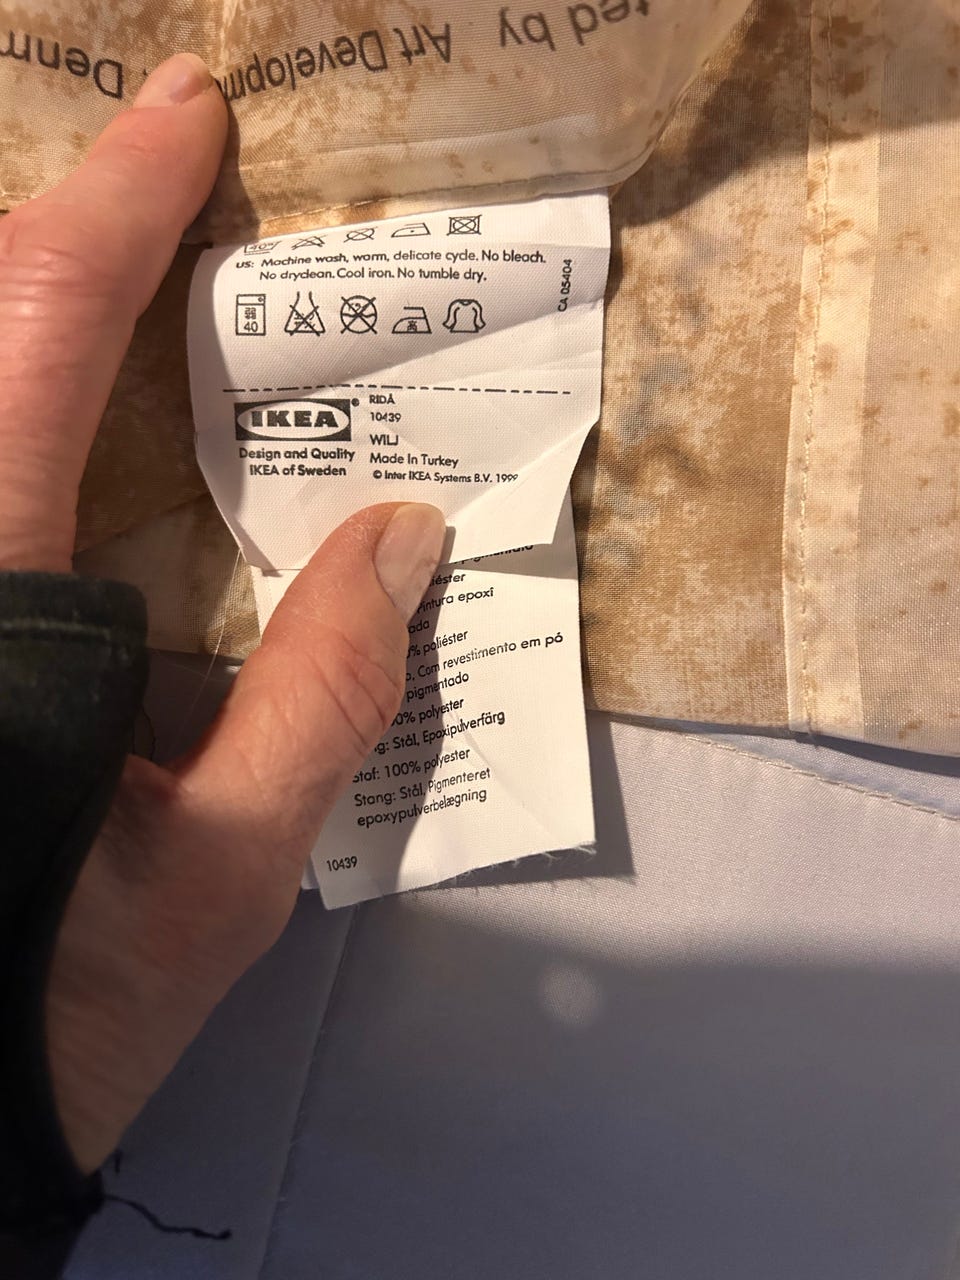 ted by Art Developm
, Denm
40°
US: Machine wash, warm, delicate cycle. No bleach.
No dryclean. Cool iron. No tumble dry.
CA 05404
40
IKEA®
Design and Quality
IKEA of Sweden
RIDÅ
10439
WILJ
Made In Turkey
© Inter IKEA Systems B.V. 1999
iéster
Pintura epoxi
ada
% poliéster
o. Com revestimento em pó
pigmentado
00% polyester
ng: Stål, Epoxipulverfärg
Stof: 100% polyester
Stang: Stål, Pigmenteret
epoxypulverbelægning
10439